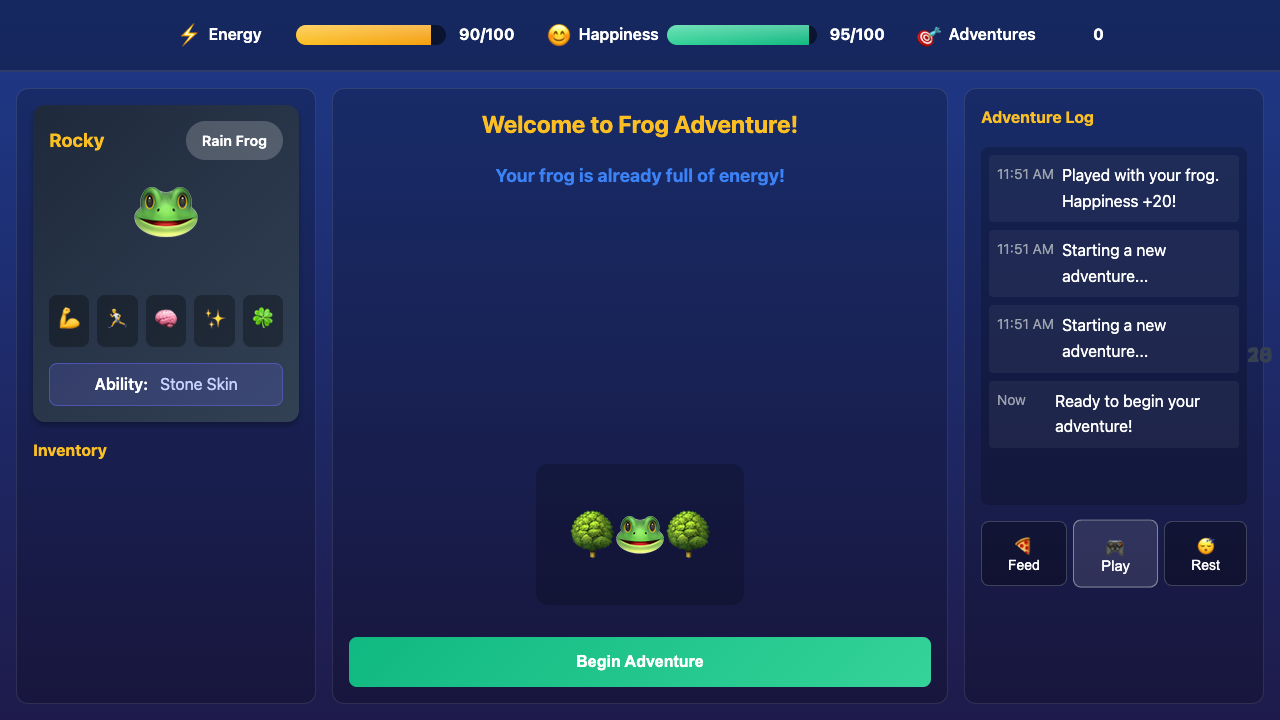 Energy 90/100 Happiness 95/100 Adventures 0
Rocky
Rain Frog
Ability: Stone Skin
Inventory
Welcome to Frog Adventure!
Your frog is already full of energy!
Begin Adventure
Adventure Log
11:51 AM Played with your frog.
Happiness +20!
11:51 AM Starting a new
adventure...
11:51 AM Starting a new
adventure...
Now Ready to begin your
adventure!
Feed
Play
Rest